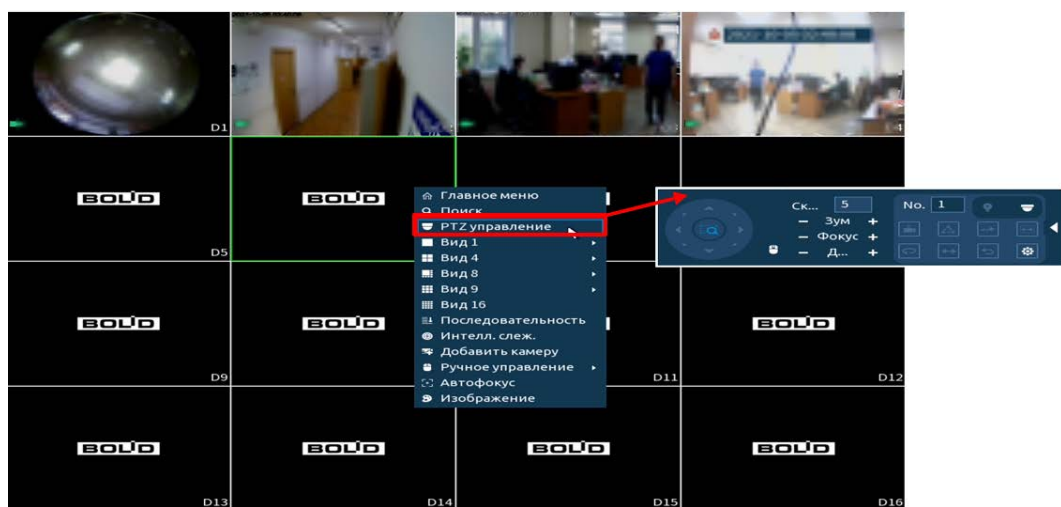 D1
D5
BOLID
BOLID
Главное меню
Поиск
PTZ управление
Вид 1
Вид 4
Вид 8
Вид 9
Вид 16
Последовательность
Интелл. слеж.
Добавить камеру
Ручное управление
Автофокус
Изображение
Ск... 5
Зум
Фокус
Д...
No. 1
BOLID
BOLID
BOLID
D9
D11
D12
BOLID
BOLID
BOLID
BOLID
D13
D14
D15
D16